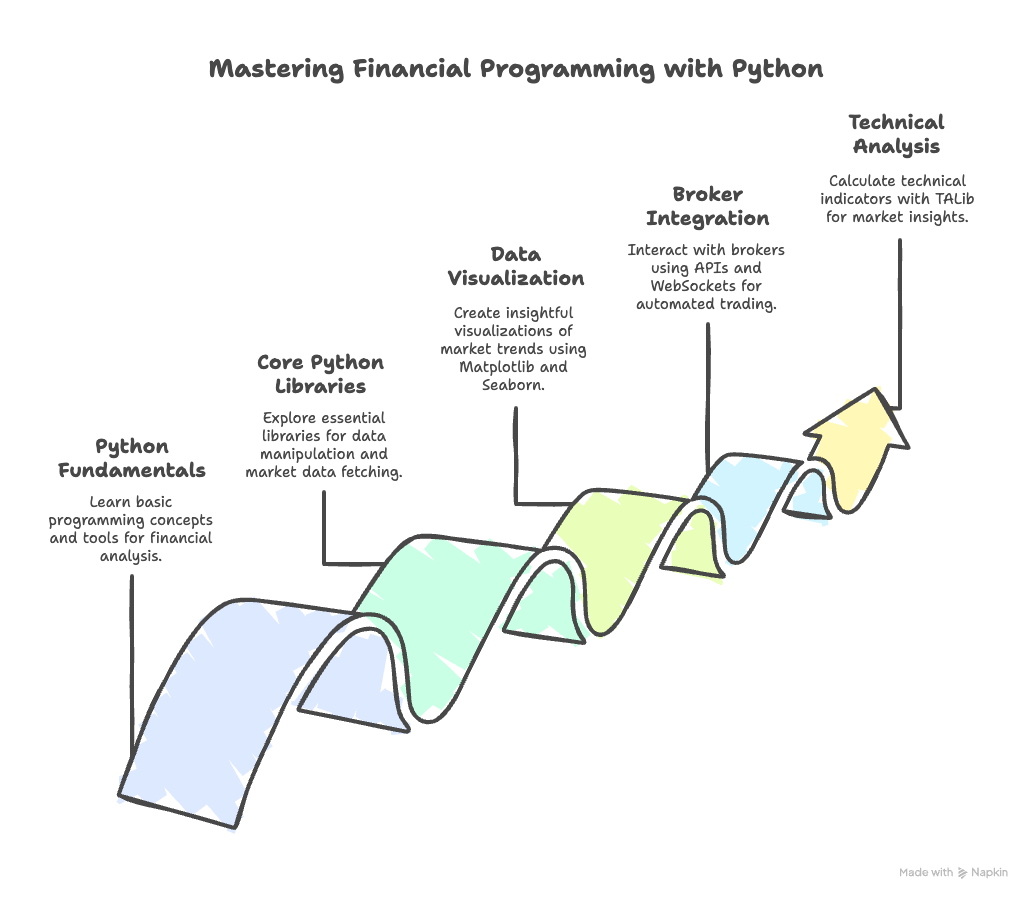 Mastering Financial Programming with Python
Technical
Analysis
Calculate technical
indicators with TALib
for market insights.
Broker
Integration
Interact with brokers
using APIs and
WebSockets for
automated trading.
Data
Visualization
Create insightful
visualizations of
market trends using
Matplotlib and
Seaborn.
Core Python
Libraries
Explore essential
libraries for data
manipulation and
market data fetching.
Python
Fundamentals
Learn basic
programming concepts
and tools for financial
analysis.
Made with Napkin